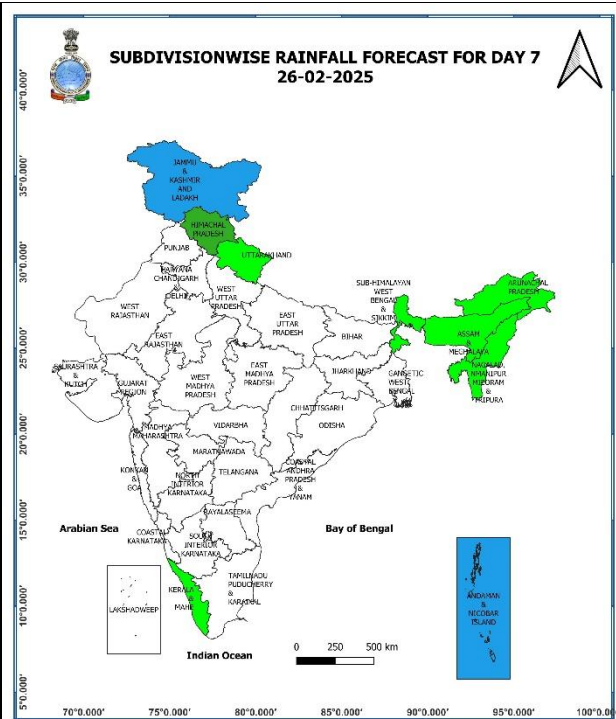 SUBDIVISIONWISE RAINFALL FORECAST FOR DAY 7
26-02-2025
40°0.000'
35°0.000'
30°0.000'
25°0.000'
20°0.000'
15°0.000'
10°0.000'
5°0.000'
JAMMU
&
KASHMIR
AND
LADAKH
HIMACHAL
PRADESH
PUNJAB
UTTARAKHAND
HARYANA
CHANDIGARH
&
DELHI
WEST
UTTAR
PRADESH
WEST
RAJASTHAN
EAST
RAJASTHAN
EAST
UTTAR
PRADESH
SUB-HIMALAYAN
WEST
BENGAL
&
SIKKIM
ARUNACHAL
PRADESH
ASSAM
&
MEGHALAYA
NAGALAD,
MANIPUR
MIZORAM
&
TRIPURA
BIHAR
JHARKHAND
GANGETIC
WEST
BENGAL
SAURASHTRA
&
KUTCH
GUJARAT
REGION
WEST
MADHYA
PRADESH
EAST
MADHYA
PRADESH
CHHATTISGARH
ODISHA
MADHYA
MAHARASHTRA
VIDARBHA
MARATHWADA
KONKAN
&
GOA
TELANGANA
COASTAL
ANDHRA
PRADESH
&
YANAM
NORTH
INTERIOR
KARNATAKA
RAYALASEEMA
Arabian Sea
Bay of Bengal
COASTAL
KARNATAKA
SOUTH
INTERIOR
KARNATAKA
TAMILNADU
PUDUCHERRY
&
KARAIKAL
KERALA
&
MAHE
LAKSHADWEEP
ANDAMAN
&
NICOBAR
ISLAND
Indian Ocean
0 250 500 km
70°0.000' 75°0.000' 80°0.000' 85°0.000' 90°0.000' 95°0.000' 100°0.0